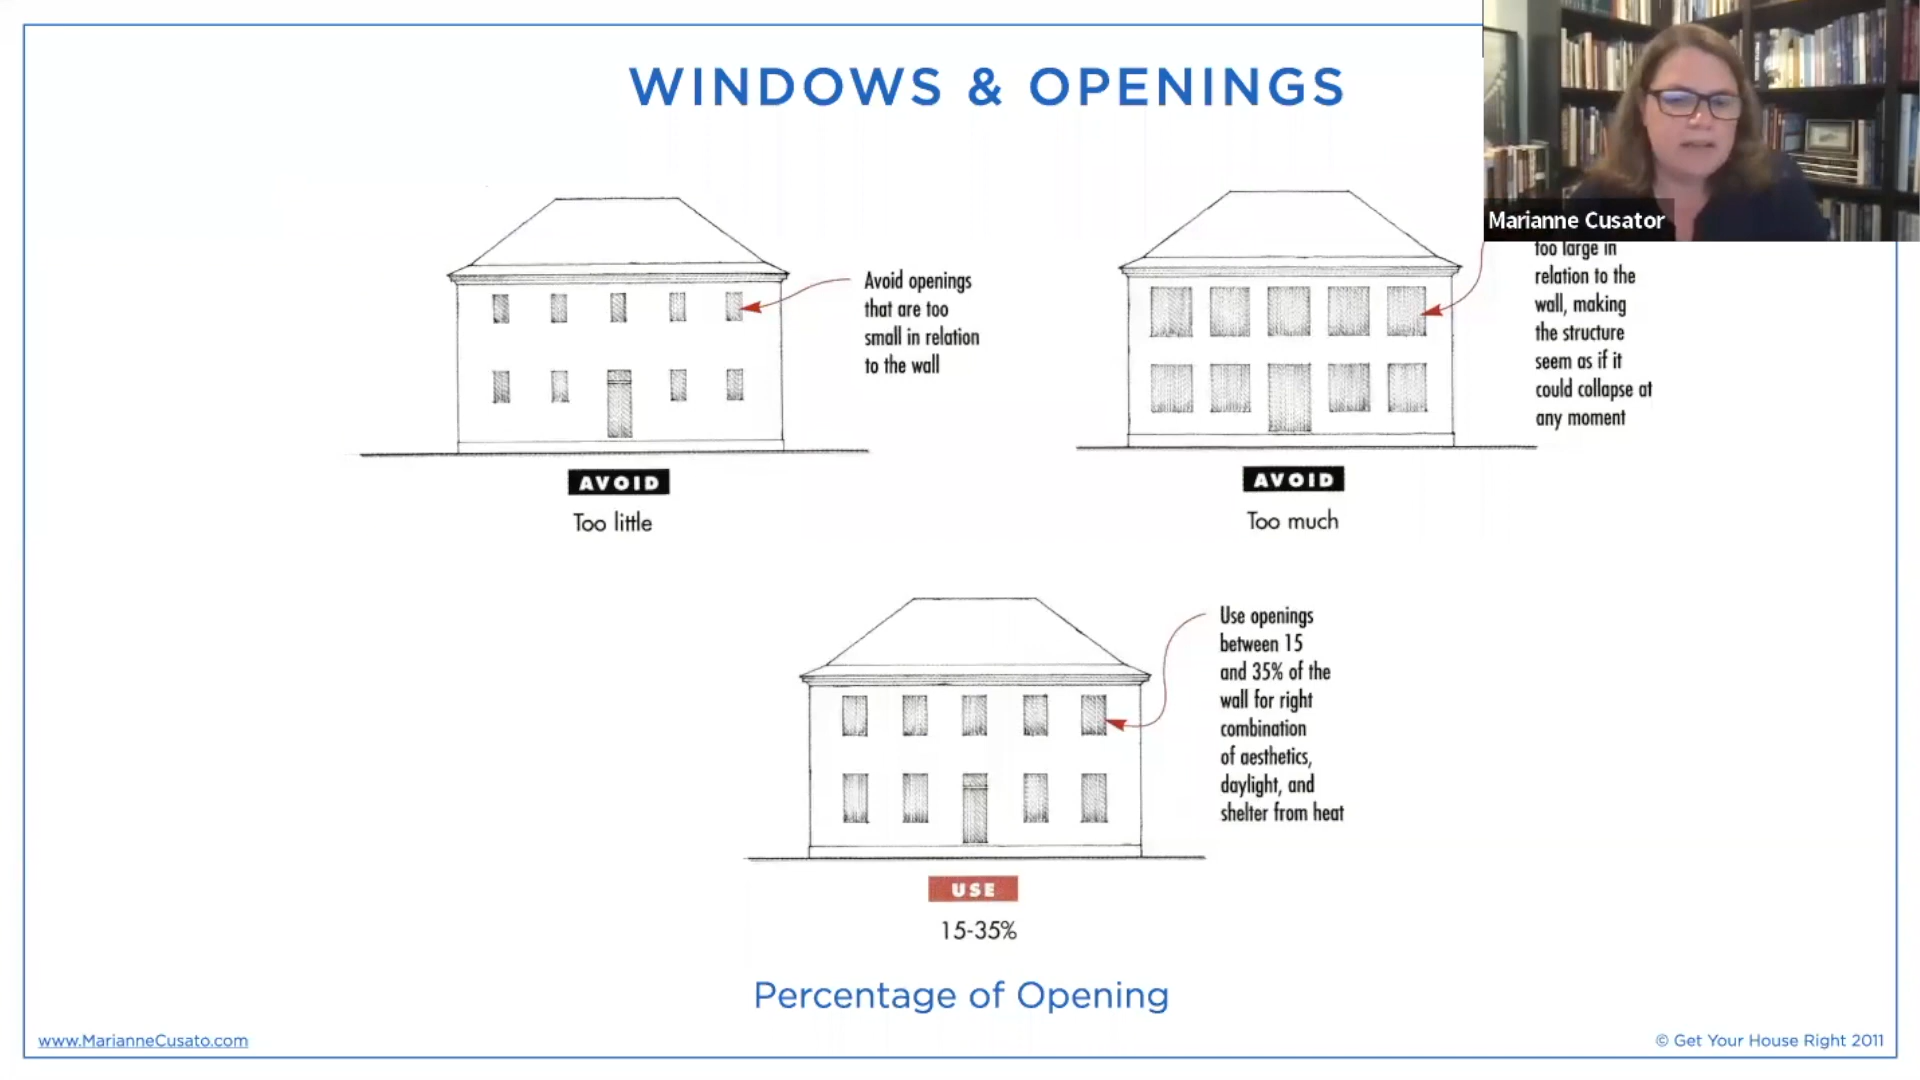 WINDOWS & OPENINGS
Marianne Cusator
Avoid openings
that are too
small in relation
to the wall
AVOID
Too little
too large in
relation to the
wall, making
the structure
seem as if it
could collapse at
any moment
AVOID
Too much
Use openings
between 15
and 35% of the
wall for right
combination
of aesthetics,
daylight, and
shelter from heat
USE
15-35%
Percentage of Opening
www.MarianneCusato.com
© Get Your House Right 2011